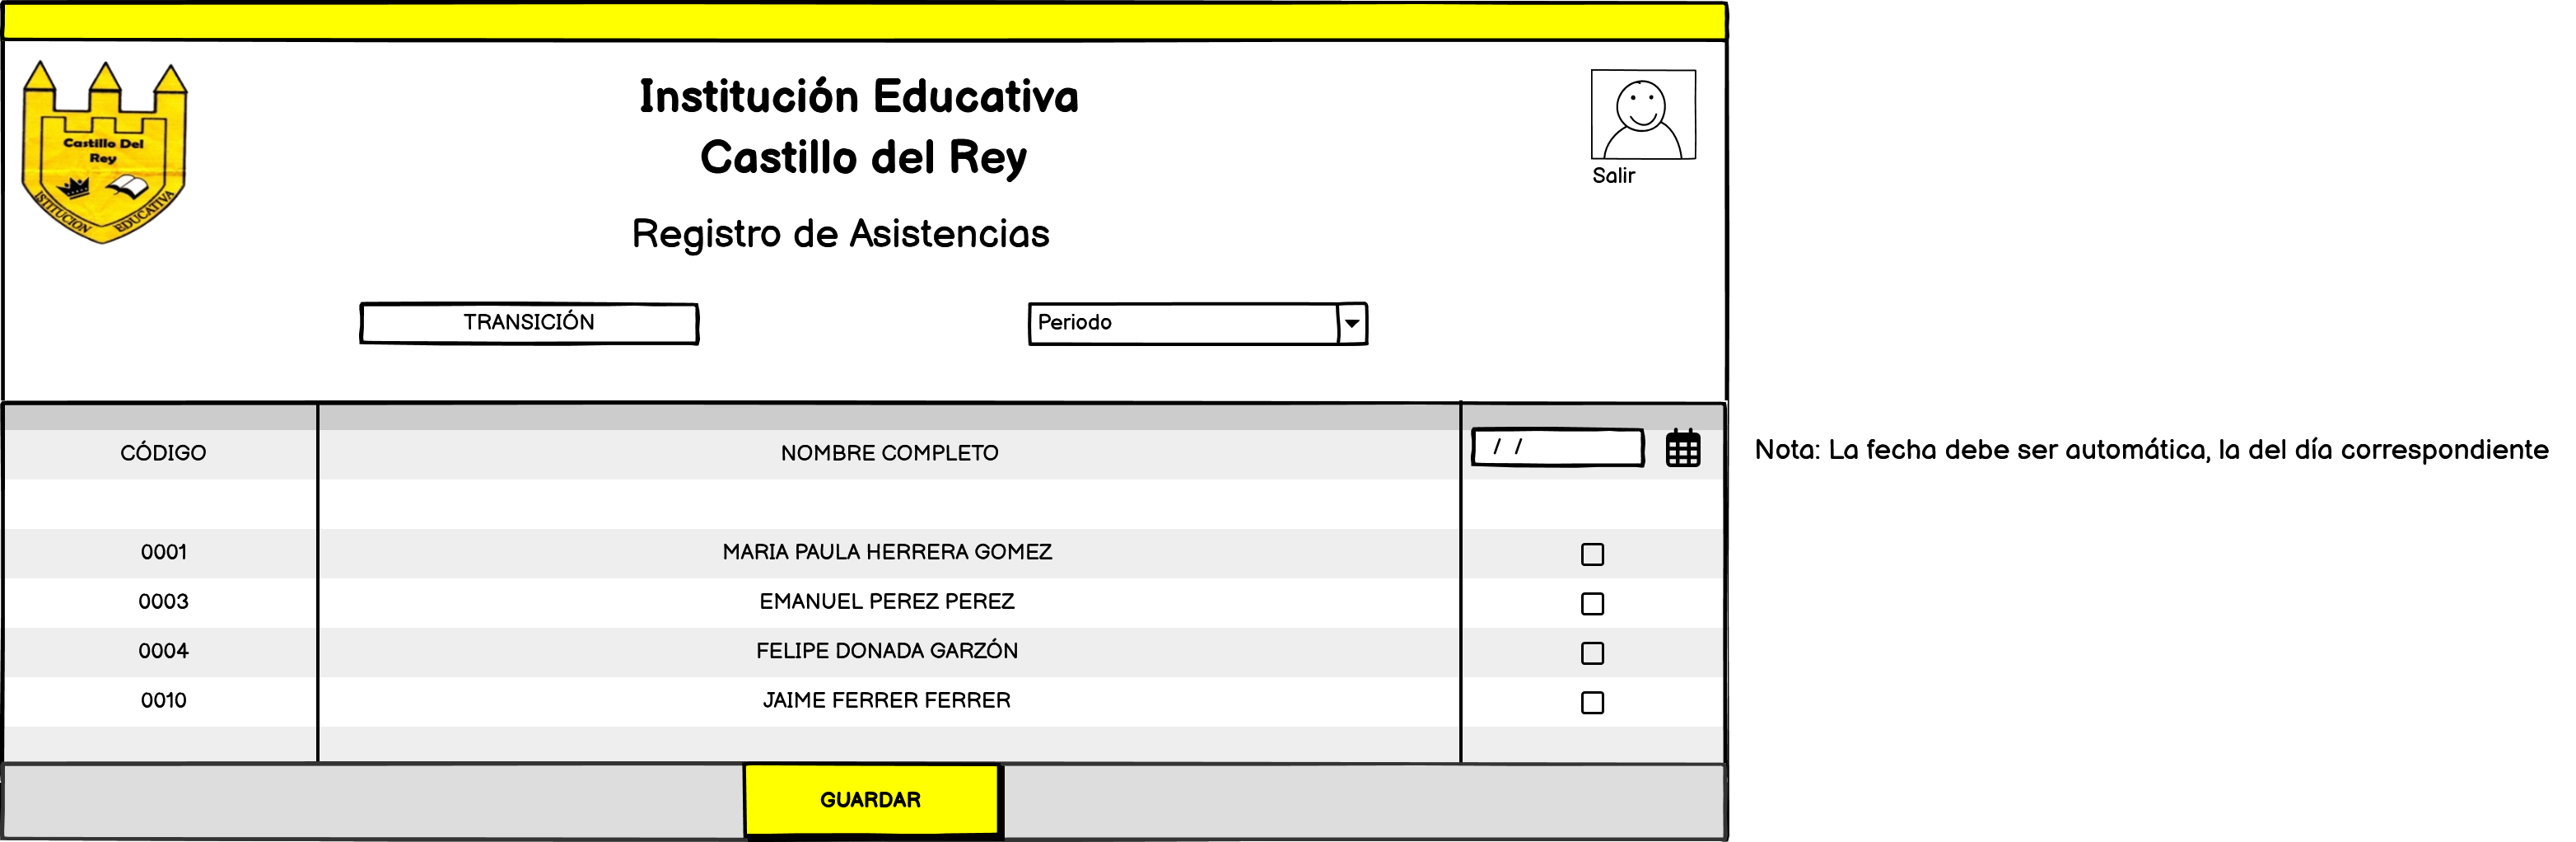 Institución Educativa
Castillo del Rey
Castillo Del
Rey
ISTITUCION EDUCATIVA
Salir
Registro de Asistencias
TRANSICIÓN
Periodo
CÓDIGO NOMBRE COMPLETO / /
Nota: La fecha debe ser automática, la del día correspondiente
0001 MARIA PAULA HERRERA GOMEZ
0003 EMANUEL PEREZ PEREZ
0004 FELIPE DONADA GARZÓN
0010 JAIME FERRER FERRER
GUARDAR